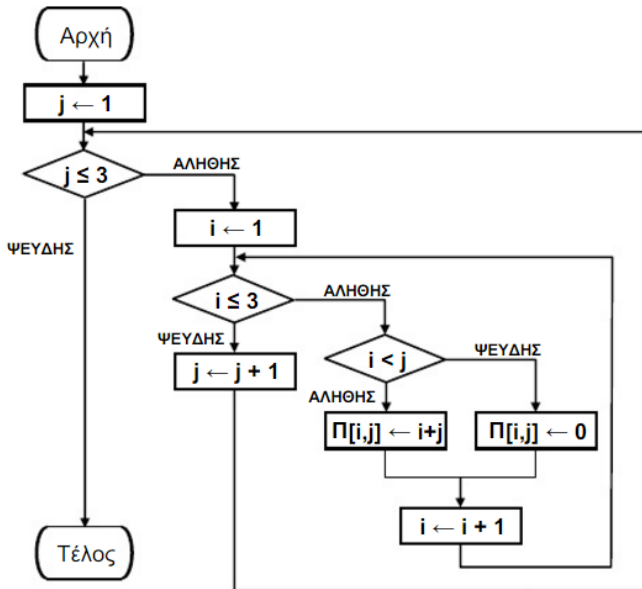 Αρχή
j ← 1
j ≤ 3
ΑΛΗΘΗΣ
ΨΕΥΔΗΣ
i ← 1
i ≤ 3
ΑΛΗΘΗΣ
ΨΕΥΔΗΣ
j ← j + 1
i < j
ΨΕΥΔΗΣ
ΑΛΗΘΗΣ
Π[i,j] ← i+j
Π[i,j] ← 0
i ← i + 1
Τέλος